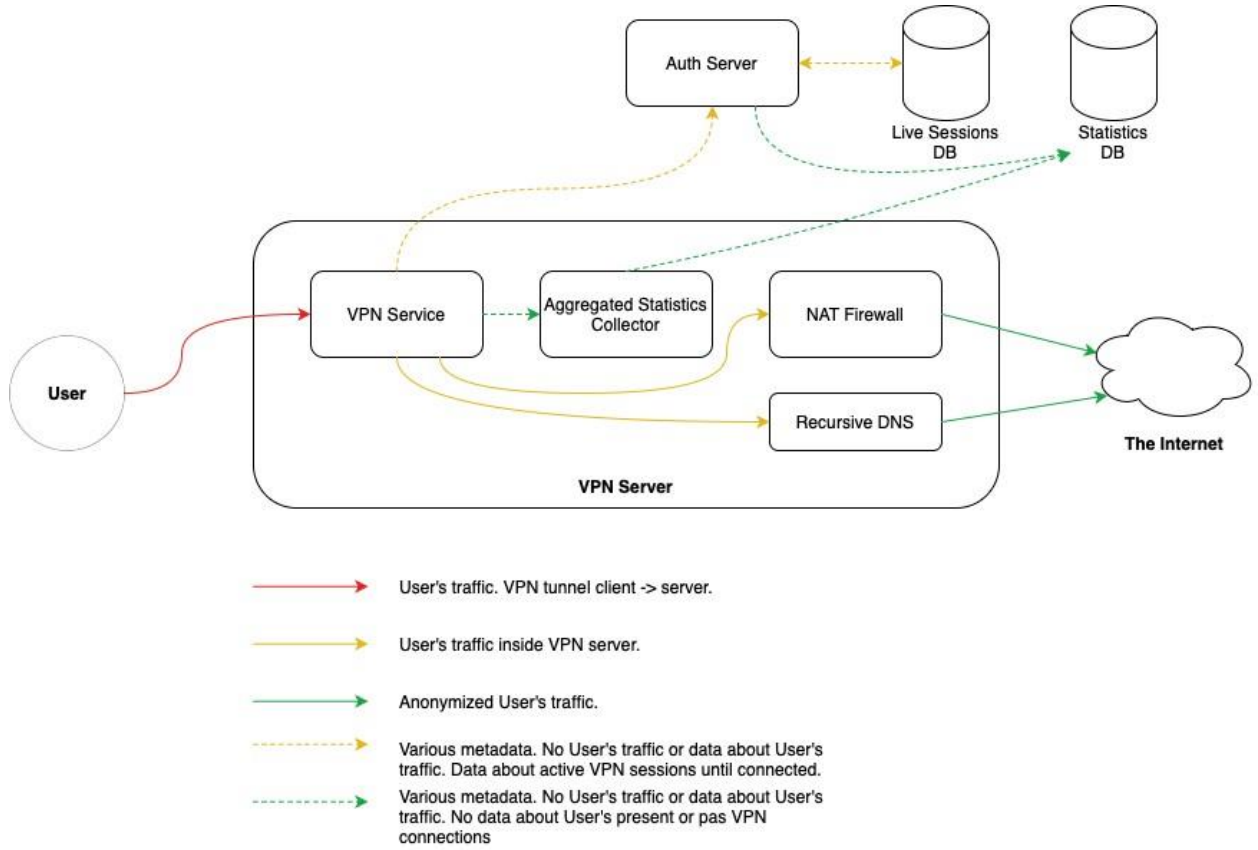 Auth Server
Live Sessions
DB
Statistics
DB
VPN Service
Aggregated Statistics
Collector
NAT Firewall
User
Recursive DNS
The Internet
VPN Server
User's traffic. VPN tunnel client -> server.
User's traffic inside VPN server.
Anonymized User's traffic.
Various metadata. No User's traffic or data about User's
traffic. Data about active VPN sessions until connected.
Various metadata. No User's traffic or data about User's
traffic. No data about User's present or pas VPN
connections